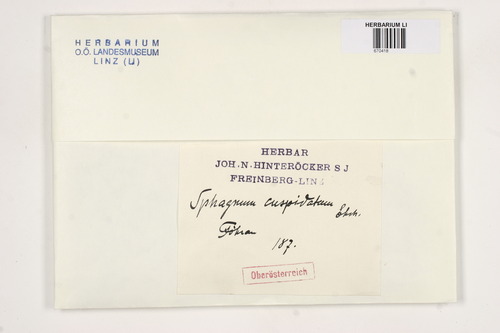 HERBARIUM
O.Ö. LANDESMUSEUM
LINZ (LI)
HERBARIUM LI
HERBAR
JOH. N. HINTERÖCKER S J
FREINBERG-LINZ
Sphagnum cuspidatum Ehrh.
187.
Oberösterreich